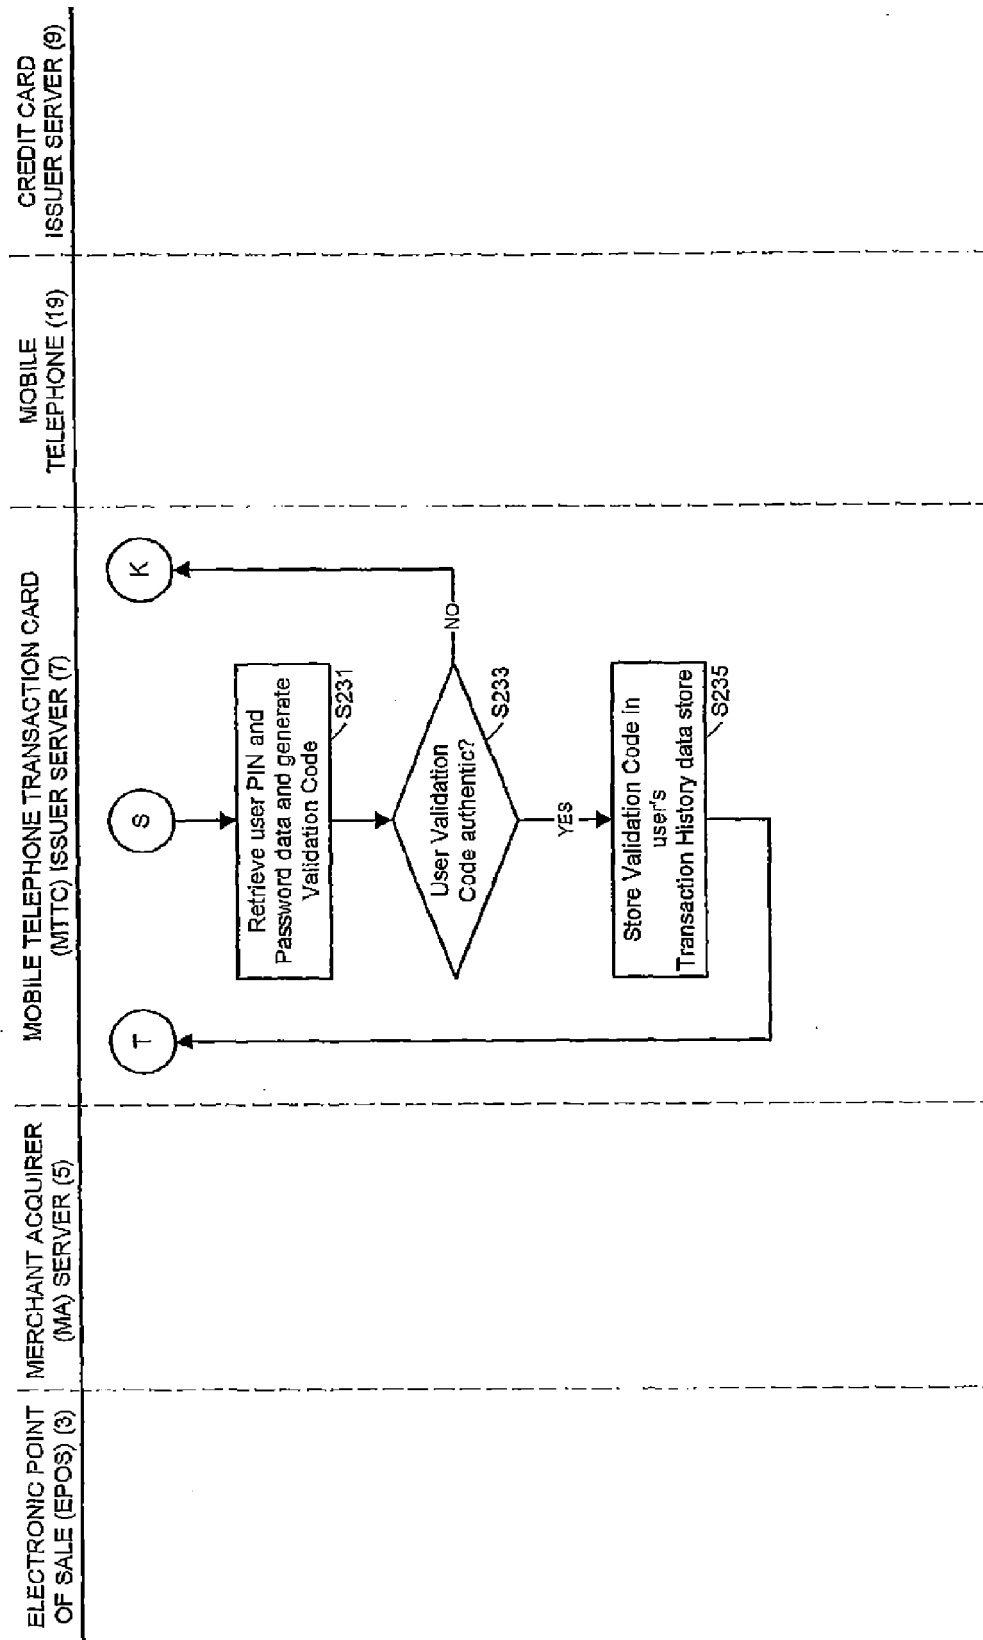 ELECTRONIC POINT
OF SALE (EPOS) (3)
MERCHANT ACQUIRER
(MA) SERVER (5)
MOBILE TELEPHONE TRANSACTION CARD
(MTTC) ISSUER SERVER (7)
MOBILE
TELEPHONE (19)
CREDIT CARD
ISSUER SERVER (9)
T
S
K
Retrieve user PIN and
Password data and generate
Validation Code
S231
User Validation
Code authentic?
S233
NO
YES
Store Validation Code in
user's
Transaction History data store
S235